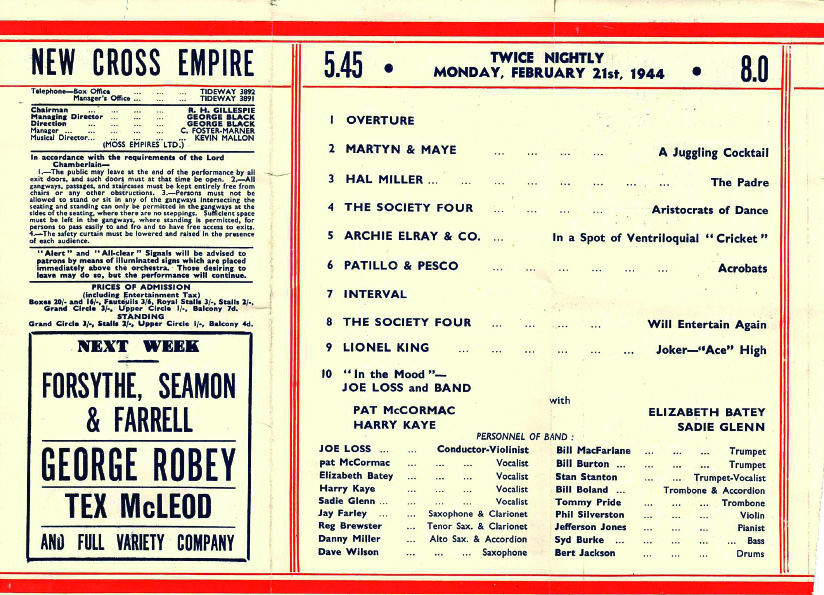 NEW CROSS EMPIRE
Telephone—Box Office ... ... ... TIDEWAY 3892
Manager's Office ... ... ... TIDEWAY 3891
Chairman ... ... ... ... R. H. GILLESPIE
Managing Director ... ... ... GEORGE BLACK
Direction ... ... ... ... GEORGE BLACK
Manager ... ... ... ... C. FOSTER-MARNER
Musical Director... ... ... ... KEVIN MALLON
(MOSS EMPIRES LTD.)
In accordance with the requirements of the Lord
Chamberlain—
1.—The public may leave at the end of the performance by all
exit doors, and such doors must at that time be open. 2.—All
gangways, passages, and staircases must be kept entirely free from
chairs or any other obstructions. 3.—Persons must not be
allowed to stand or sit in any of the gangways intersecting the
seating and standing can only be permitted in the gangways at the
sides of the seating, where there are no steppings. Sufficient space
must be left in the gangways, where standing is permitted, for
persons to pass easily to and fro and to have free access to exits.
4.—The safety curtain must be lowered and raised in the presence
of each audience.
"Alert" and "All-clear" Signals will be advised to
patrons by means of illuminated signs which are placed
immediately above the orchestra. Those desiring to
leave may do so, but the performance will continue.
PRICES OF ADMISSION
(including Entertainment Tax)
Boxes 20/- and 16/-, Fauteuils 3/6, Royal Stalls 3/-, Stalls 2/-,
Grand Circle 3/-, Upper Circle 1/-, Balcony 7d.
STANDING
Grand Circle 3/-, Stalls 2/-, Upper Circle 1/-, Balcony 4d.
NEXT WEEK
FORSYTHE, SEAMON
& FARRELL
GEORGE ROBEY
TEX McLEOD
AND FULL VARIETY COMPANY
5.45 • TWICE NIGHTLY • 8.0
MONDAY, FEBRUARY 21st, 1944
1 OVERTURE
2 MARTYN & MAYE ... ... ... ... A Juggling Cocktail
3 HAL MILLER ... ... ... ... ... ... ... ... The Padre
4 THE SOCIETY FOUR ... ... ... ... Aristocrats of Dance
5 ARCHIE ELRAY & CO. ... In a Spot of Ventriloquial "Cricket"
6 PATILLO & PESCO ... ... ... ... ... Acrobats
7 INTERVAL
8 THE SOCIETY FOUR ... ... ... ... Will Entertain Again
9 LIONEL KING ... ... ... ... ... ... Joker—"Ace" High
10 "In the Mood"—
JOE LOSS and BAND
with
PAT McCORMAC ELIZABETH BATEY
HARRY KAYE SADIE GLENN
PERSONNEL OF BAND :
JOE LOSS ... ... Conductor-Violinist
pat McCormac ... ... ... Vocalist
Elizabeth Batey ... ... ... Vocalist
Harry Kaye ... ... ... Vocalist
Sadie Glenn ... ... ... ... Vocalist
Jay Farley ... ... Saxophone & Clarionet
Reg Brewster ... Tenor Sax. & Clarionet
Danny Miller ... Alto Sax. & Accordion
Dave Wilson ... ... ... Saxophone
Bill MacFarlane ... ... ... Trumpet
Bill Burton ... ... ... ... Trumpet
Stan Stanton ... ... Trumpet-Vocalist
Bill Boland ... Trombone & Accordion
Tommy Pride ... ... ... Trombone
Phil Silverston ... ... ... Violin
Jefferson Jones ... ... ... Pianist
Syd Burke ... ... ... ... ... Bass
Bert Jackson ... ... ... Drums